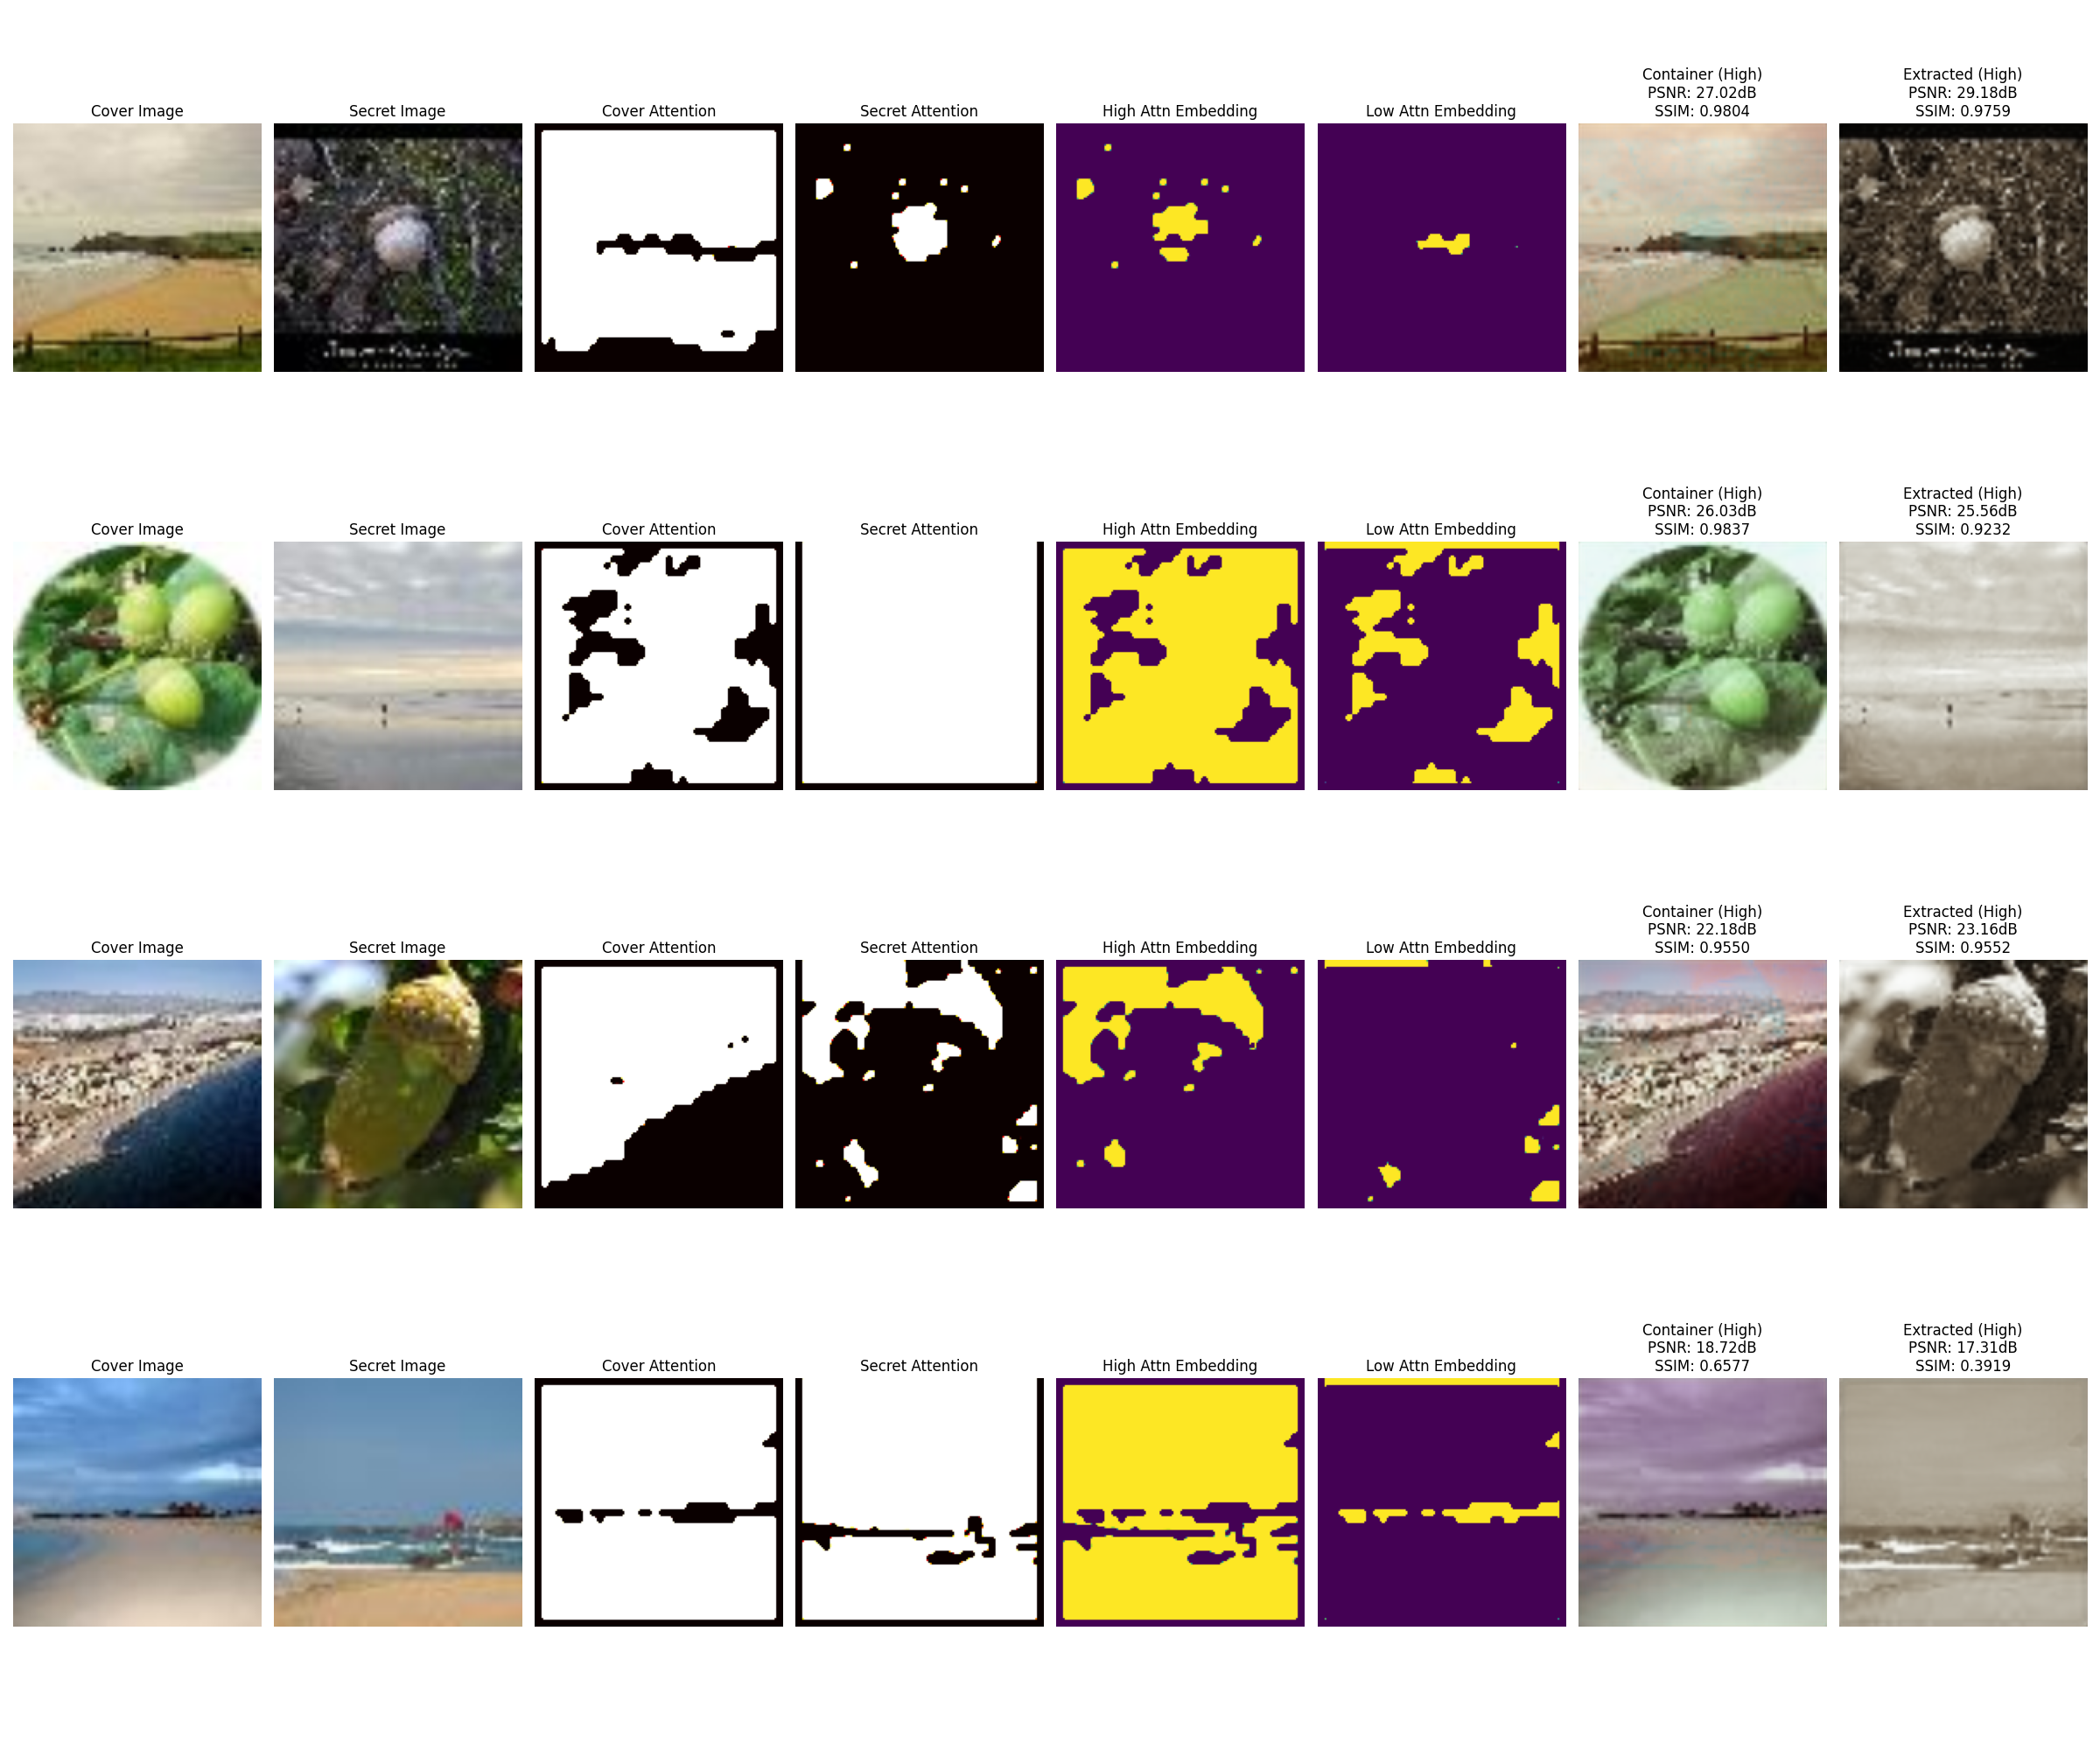 Container (High)
PSNR: 27.02dB
SSIM: 0.9804
Extracted (High)
PSNR: 29.18dB
SSIM: 0.9759
Cover Image
Secret Image
Cover Attention
Secret Attention
High Attn Embedding
Low Attn Embedding
Container (High)
PSNR: 26.03dB
SSIM: 0.9837
Extracted (High)
PSNR: 25.56dB
SSIM: 0.9232
Cover Image
Secret Image
Cover Attention
Secret Attention
High Attn Embedding
Low Attn Embedding
Container (High)
PSNR: 22.18dB
SSIM: 0.9550
Extracted (High)
PSNR: 23.16dB
SSIM: 0.9552
Cover Image
Secret Image
Cover Attention
Secret Attention
High Attn Embedding
Low Attn Embedding
Container (High)
PSNR: 18.72dB
SSIM: 0.6577
Extracted (High)
PSNR: 17.31dB
SSIM: 0.3919
Cover Image
Secret Image
Cover Attention
Secret Attention
High Attn Embedding
Low Attn Embedding